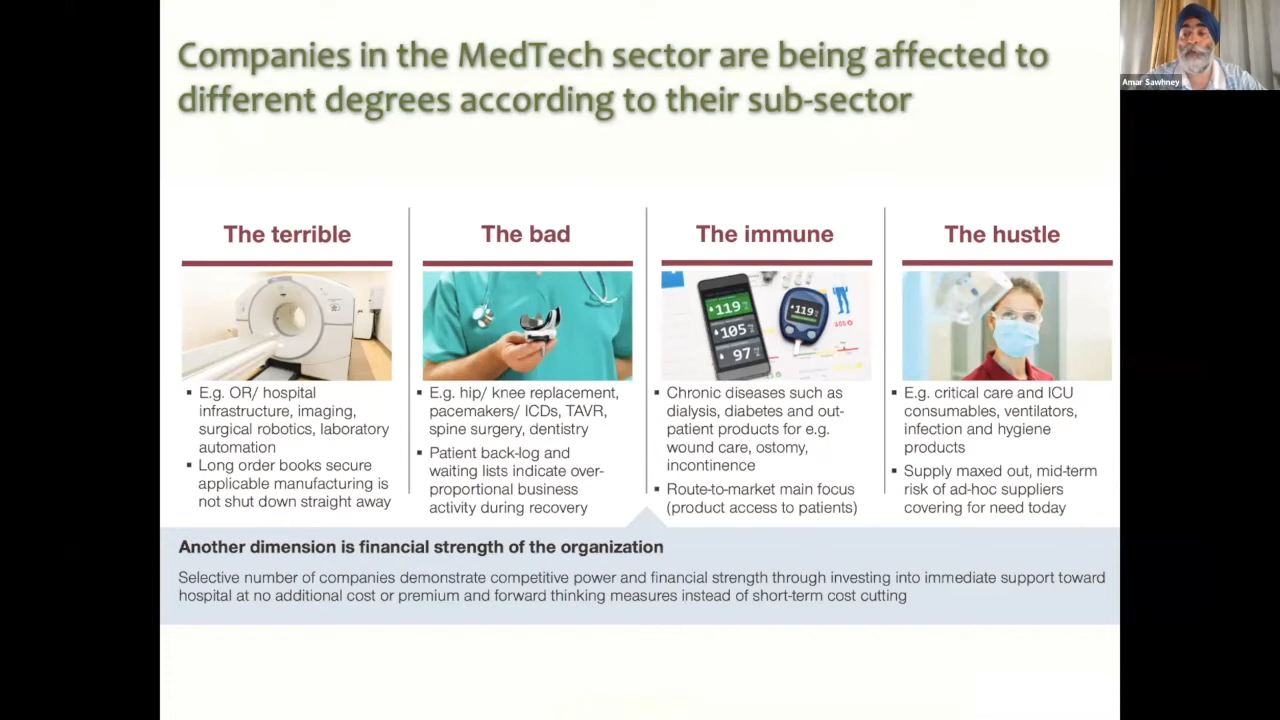 Companies in the MedTech sector are being affected to
different degrees according to their sub-sector
Amar Sawhney
The terrible
▪ E.g. OR/ hospital
infrastructure, imaging,
surgical robotics, laboratory
automation
▪ Long order books secure
applicable manufacturing is
not shut down straight away
The bad
▪ E.g. hip/ knee replacement,
pacemakers/ ICDs, TAVR,
spine surgery, dentistry
▪ Patient back-log and
waiting lists indicate over-
proportional business
activity during recovery
The immune
119
105
97
119
▪ Chronic diseases such as
dialysis, diabetes and out-
patient products for e.g.
wound care, ostomy,
incontinence
▪ Route-to-market main focus
(product access to patients)
The hustle
▪ E.g. critical care and ICU
consumables, ventilators,
infection and hygiene
products
▪ Supply maxed out, mid-term
risk of ad-hoc suppliers
covering for need today
Another dimension is financial strength of the organization
Selective number of companies demonstrate competitive power and financial strength through investing into immediate support toward
hospital at no additional cost or premium and forward thinking measures instead of short-term cost cutting